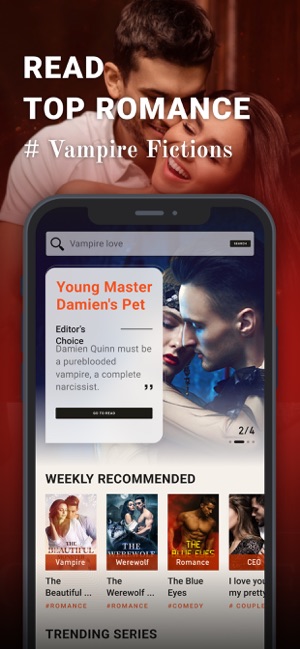 READ
TOP ROMANCE
# Vampire Fictions
Vampire love
SEARCH
Young Master
Damien's Pet
Editor's
Choice
Damien Quinn must be
a pureblooded
vampire, a complete
narcissist.
”
GO TO READ
2/4
WEEKLY RECOMMENDED
THE
BEAUTIFUL
Vampire
THE WEREWOLF
Werewolf
THE
BLUE EYES
Romance
CEO
The
Beautiful ...
#ROMANCE
The
Werewolf ...
#ROMANCE
The Blue
Eyes
#COMEDY
I love you
my pretty
# COUPLE
TRENDING SERIES